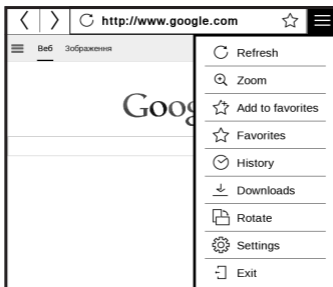 http://www.google.com
Веб Зображення
Goog
Refresh
Zoom
Add to favorites
Favorites
History
Downloads
Rotate
Settings
Exit